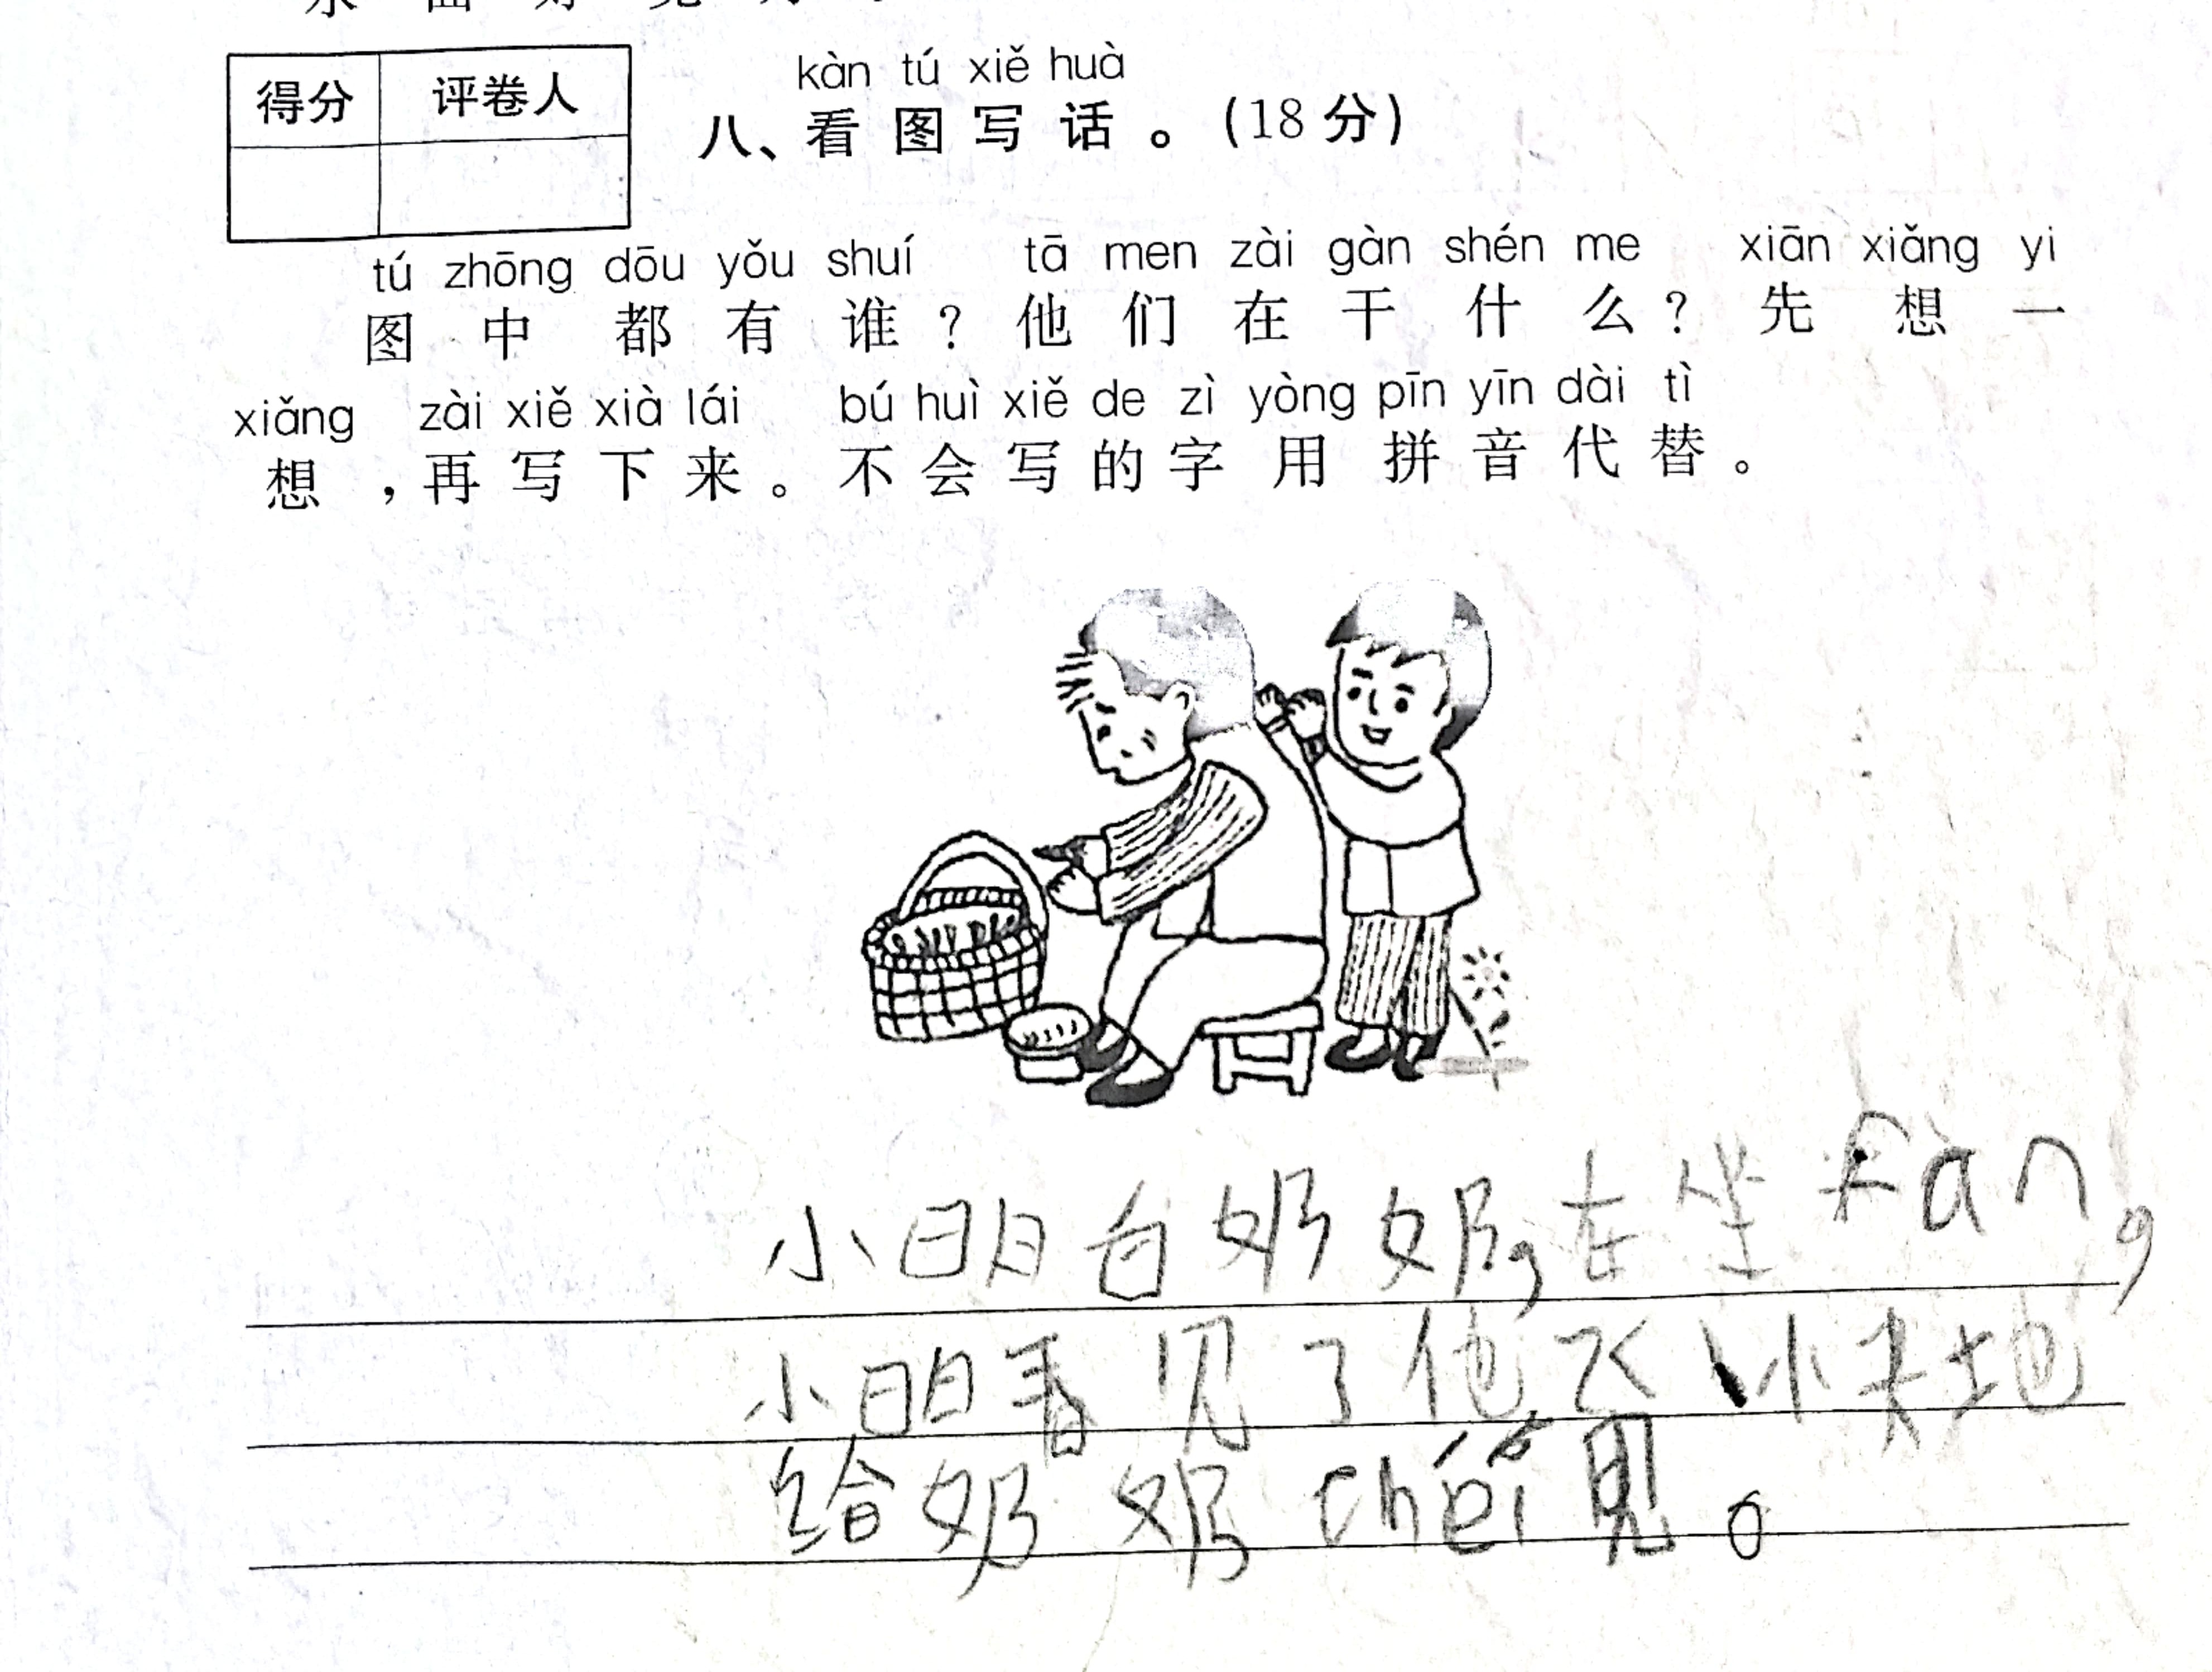 得分 评卷人
kàn tú xiě huà
八、看图写话。(18分)
tú zhōng dōu yǒu shuí tā men zài gàn shén me xiān xiǎng yi
图中都有谁?他们在干什么?先想一
xiǎng zài xiě xià lái bú huì xiě de zì yòng pīn yīn dài tì
想,再写下来。不会写的字用拼音代替。
小明白奶奶,在坐fàn,
小明看见了他飞小夫地
给奶奶chéi见。